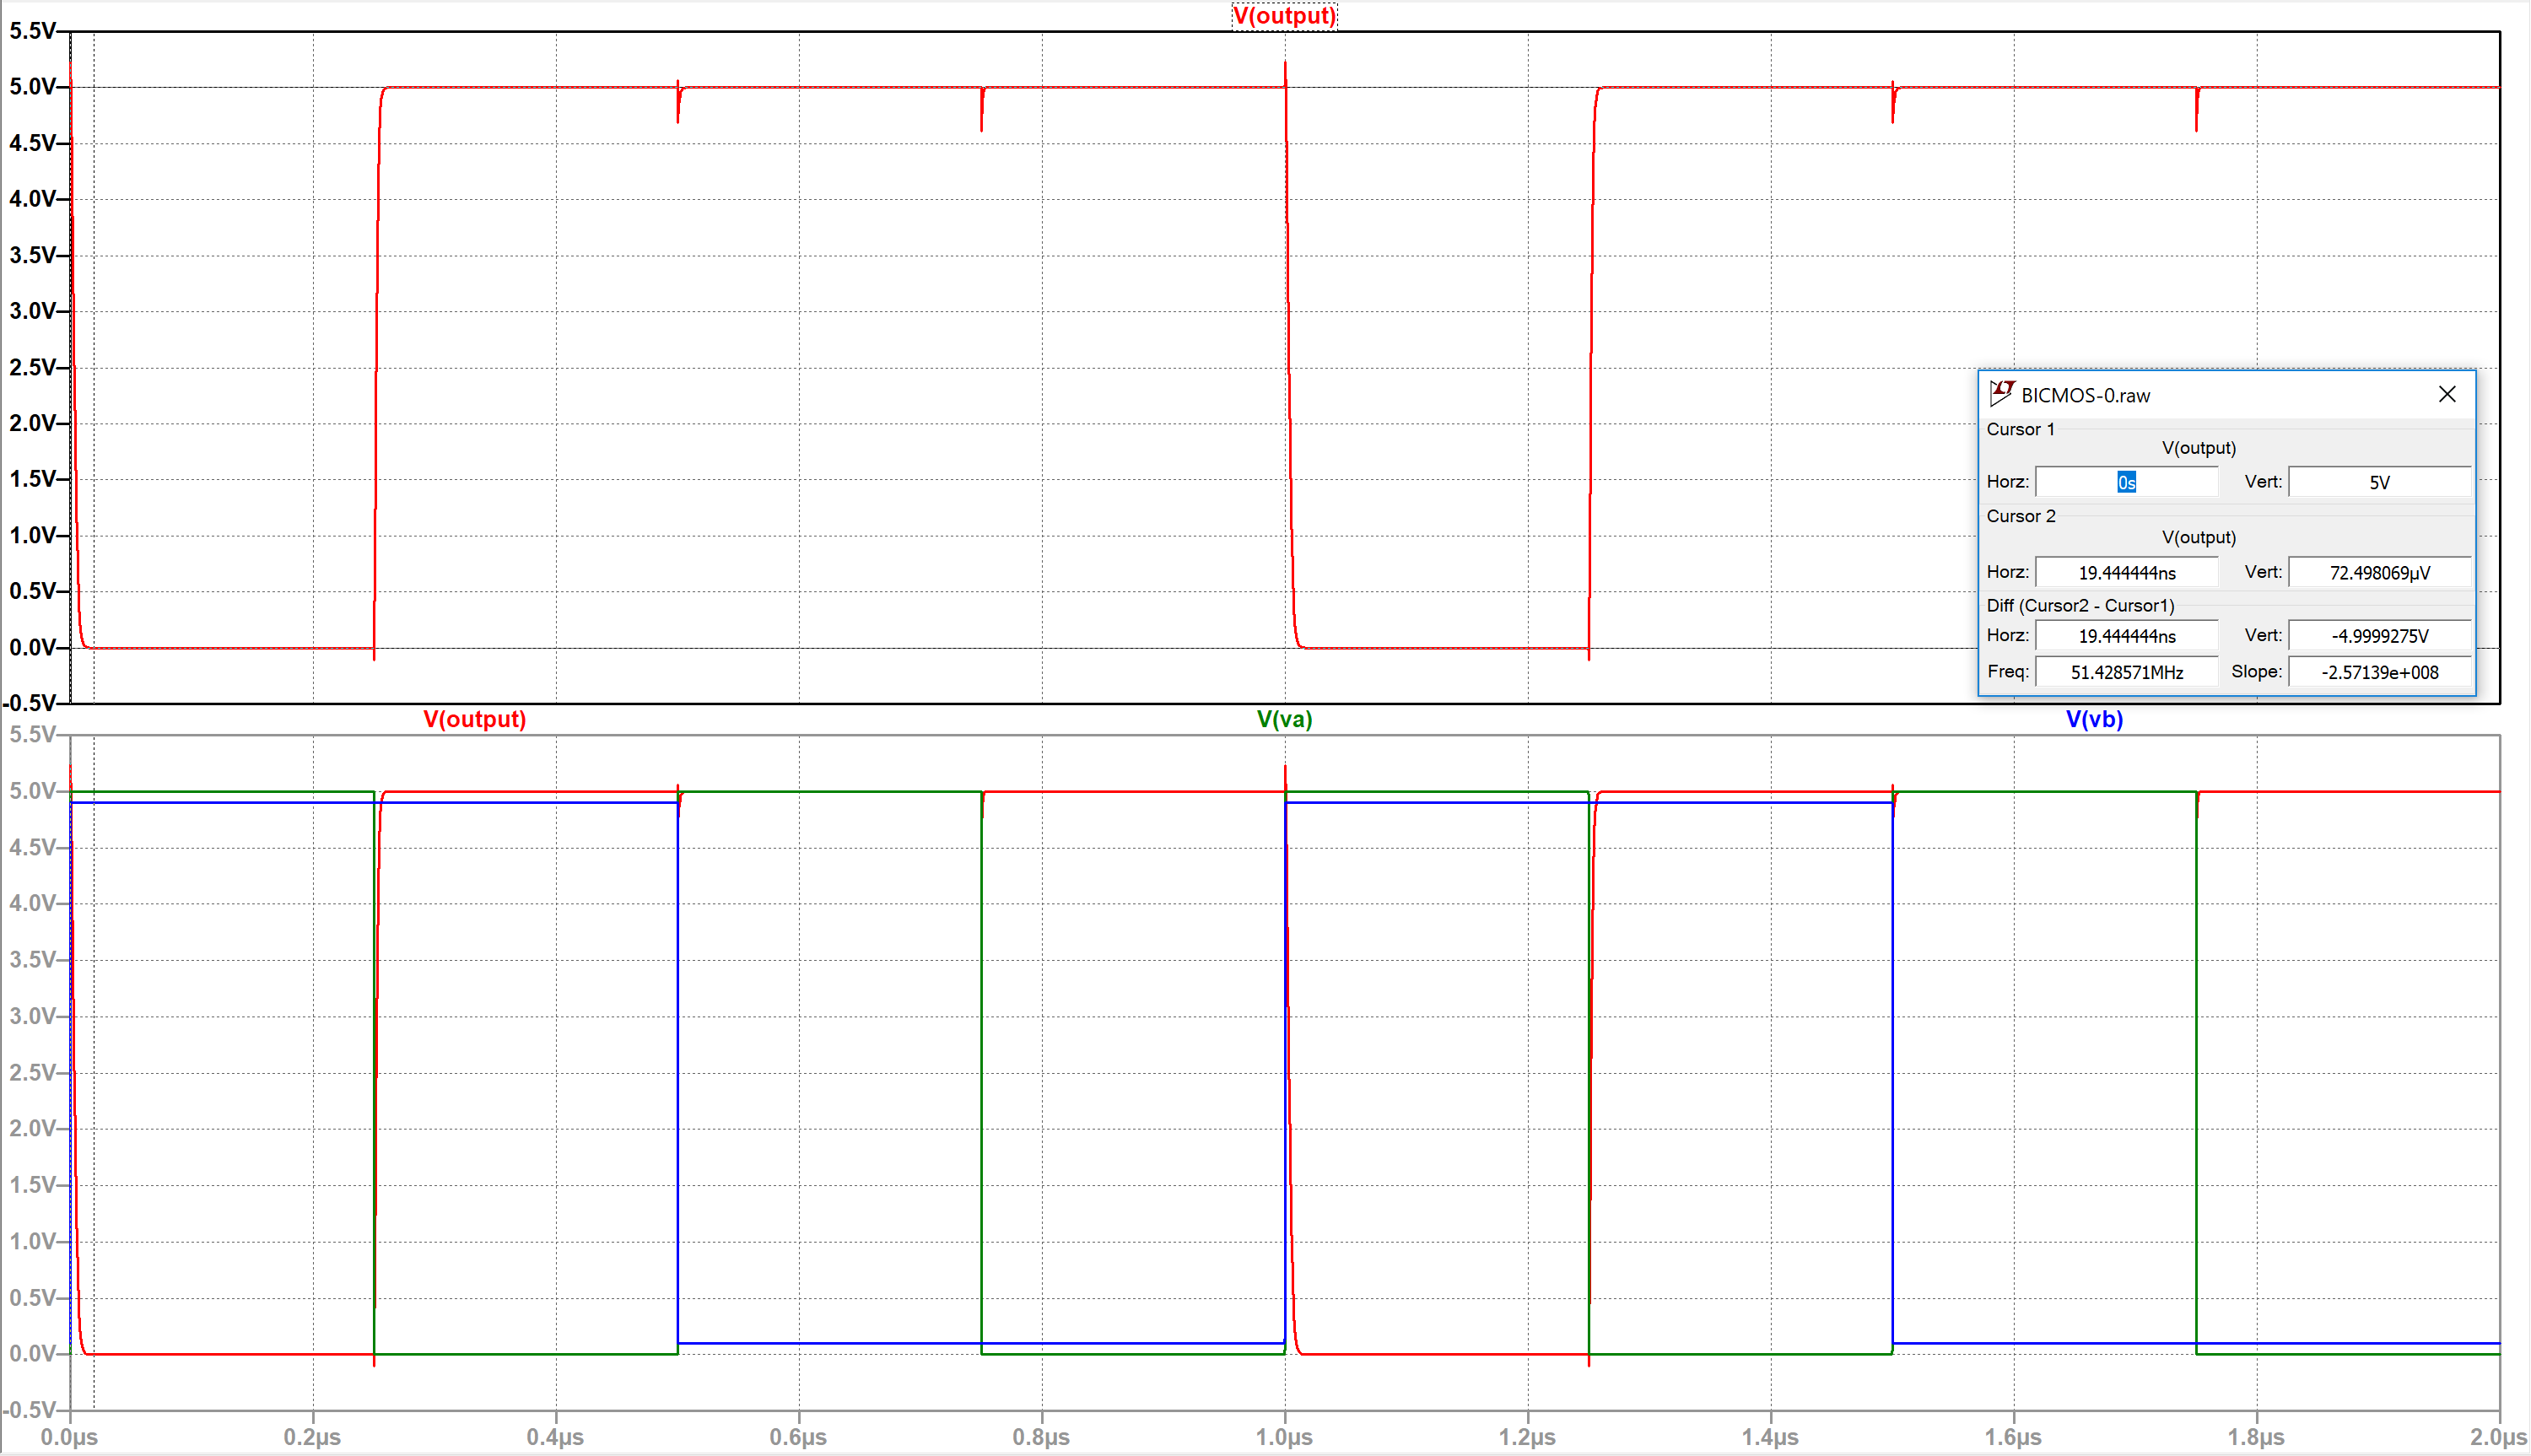 V(output)
5.5V
5.0V
4.5V
4.0V
3.5V
3.0V
2.5V
2.0V
1.5V
1.0V
0.5V
0.0V
-0.5V
BICMOS-0.raw
Cursor 1
V(output)
Horz: 0s Vert: 5V
Cursor 2
V(output)
Horz: 19.444444ns Vert: 72.498069µV
Diff (Cursor2 - Cursor1)
Horz: 19.444444ns Vert: -4.9999275V
Freq: 51.428571MHz Slope: -2.57139e+008
V(output) V(va) V(vb)
5.5V
5.0V
4.5V
4.0V
3.5V
3.0V
2.5V
2.0V
1.5V
1.0V
0.5V
0.0V
-0.5V
0.0µs 0.2µs 0.4µs 0.6µs 0.8µs 1.0µs 1.2µs 1.4µs 1.6µs 1.8µs 2.0µs